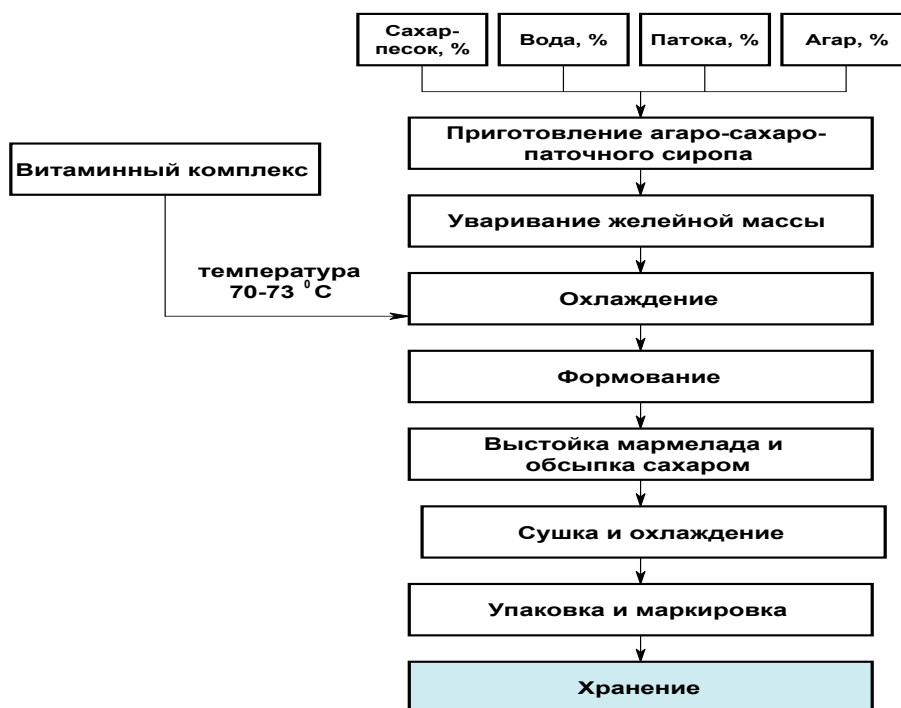 Сахар-
песок, %
Вода, %
Патока, %
Агар, %
Приготовление агаро-сахаро-
паточного сиропа
Витаминный комплекс
Уваривание желейной массы
температура
70-73 ⁰ С
Охлаждение
Формование
Выстойка мармелада и
обсыпка сахаром
Сушка и охлаждение
Упаковка и маркировка
Хранение